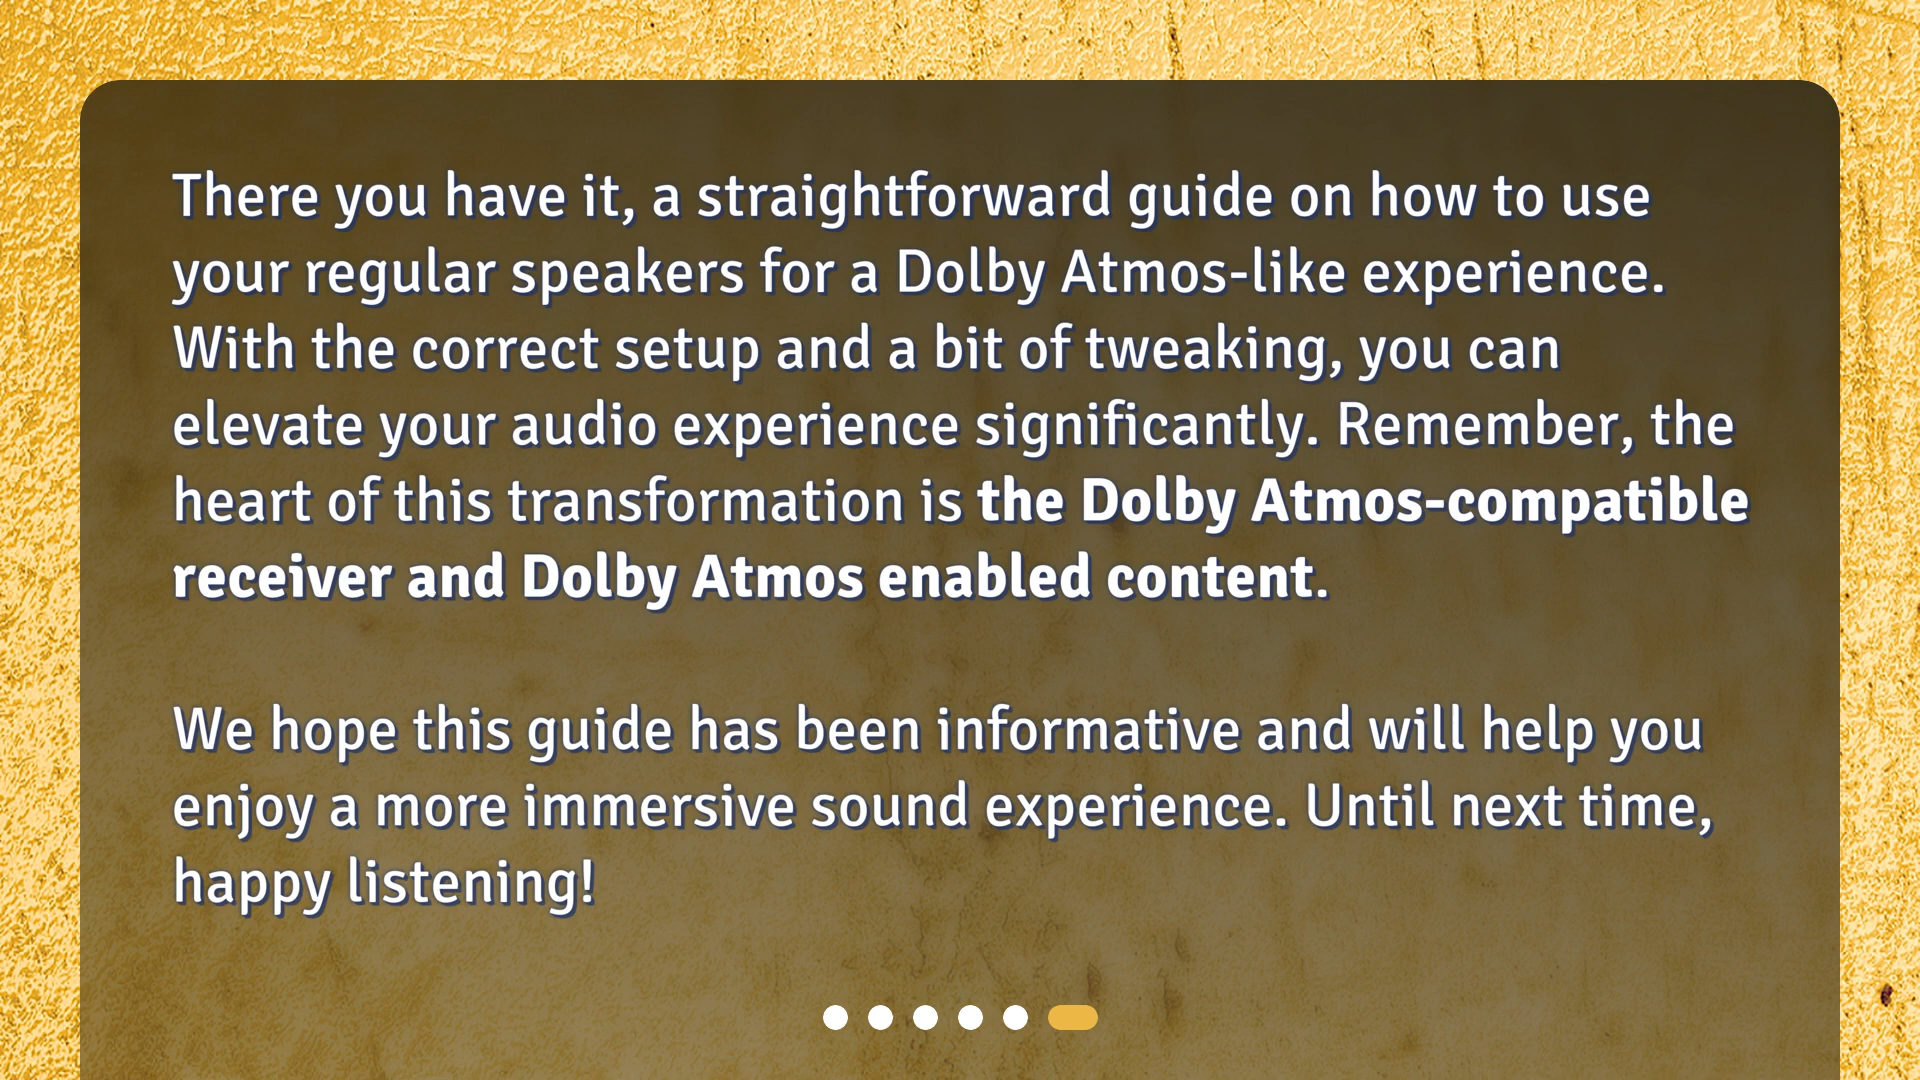 There you have it, a straightforward guide on how to use
your regular speakers for a Dolby Atmos-like experience.
With the correct setup and a bit of tweaking, you can
elevate your audio experience significantly. Remember, the
heart of this transformation is the Dolby Atmos-compatible
receiver and Dolby Atmos enabled content.
We hope this guide has been informative and will help you
enjoy a more immersive sound experience. Until next time,
happy listening!